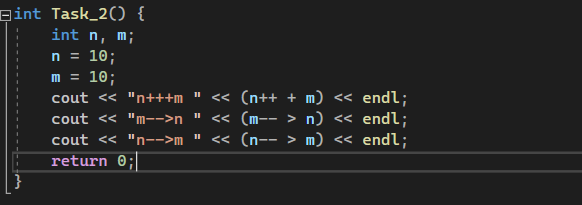 int Task_2() {
int n, m;
n = 10;
m = 10;
cout << "n+++m " << (n++ + m) << endl;
cout << "m-->n " << (m-- > n) << endl;
cout << "n-->m " << (n-- > m) << endl;
return 0;
}